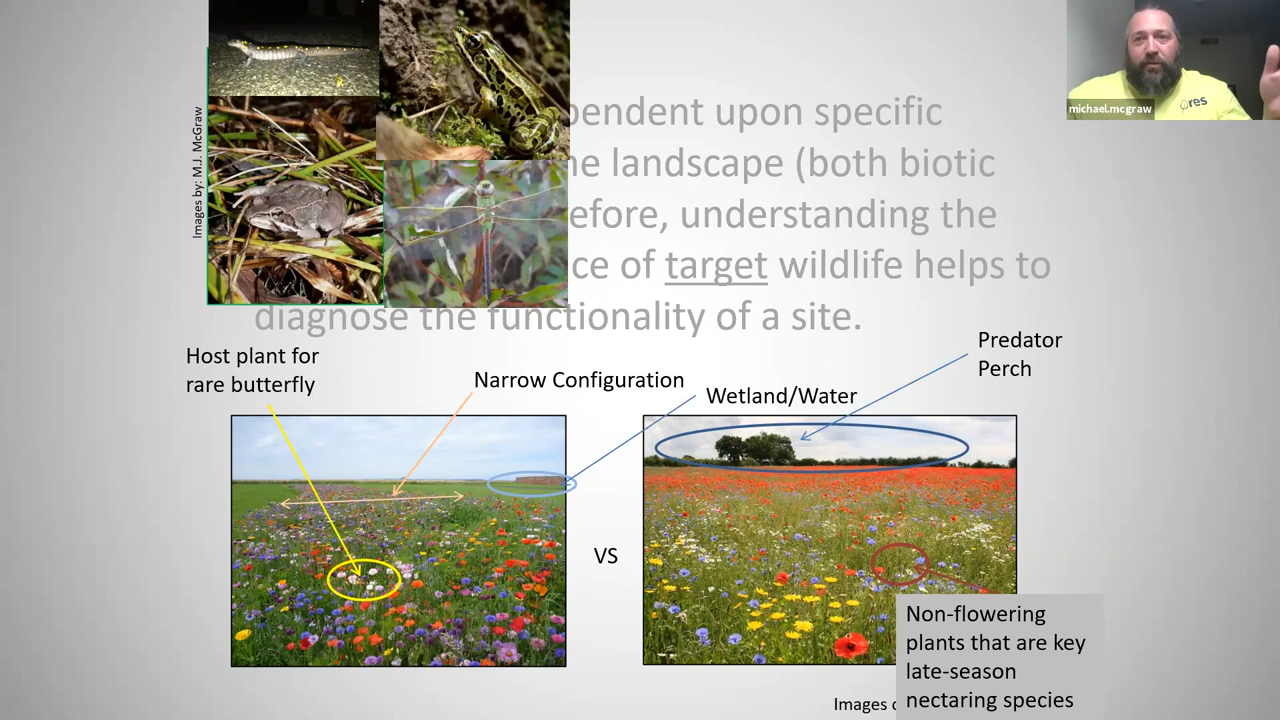 pendent upon specific
he landscape (both biotic
efore, understanding the
ce of target wildlife helps to
diagnose the functionality of a site.
Images by: M.J. McGraw
res
michael.mcgraw
Host plant for
rare butterfly
Narrow Configuration
Wetland/Water
Predator
Perch
VS
Non-flowering
plants that are key
late-season
nectaring species
Images